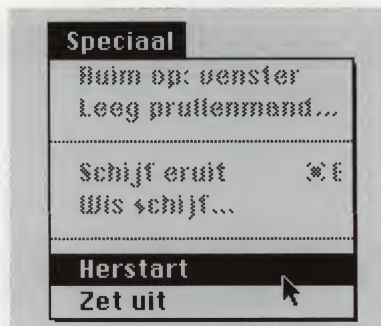 Speciaal
Ruim op: venster
Leeg prullenmand...
Schijf eruit ⌘E
Wis schijf...
Herstart
Zet uit